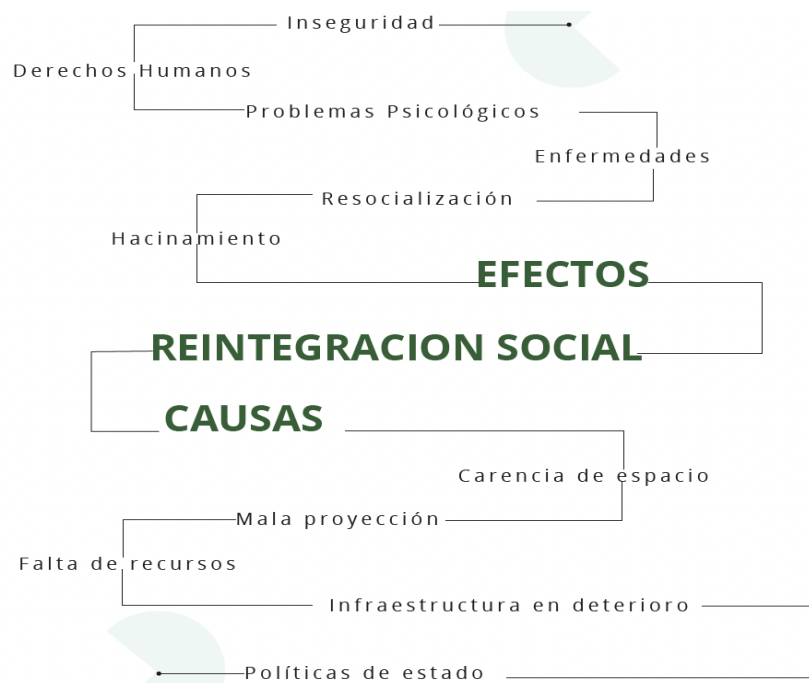 Inseguridad
Derechos Humanos
Problemas Psicológicos
Enfermedades
Resocialización
Hacinamiento
EFECTOS
REINTEGRACION SOCIAL
CAUSAS
Carencia de espacio
Mala proyección
Falta de recursos
Infraestructura en deterioro
Políticas de estado